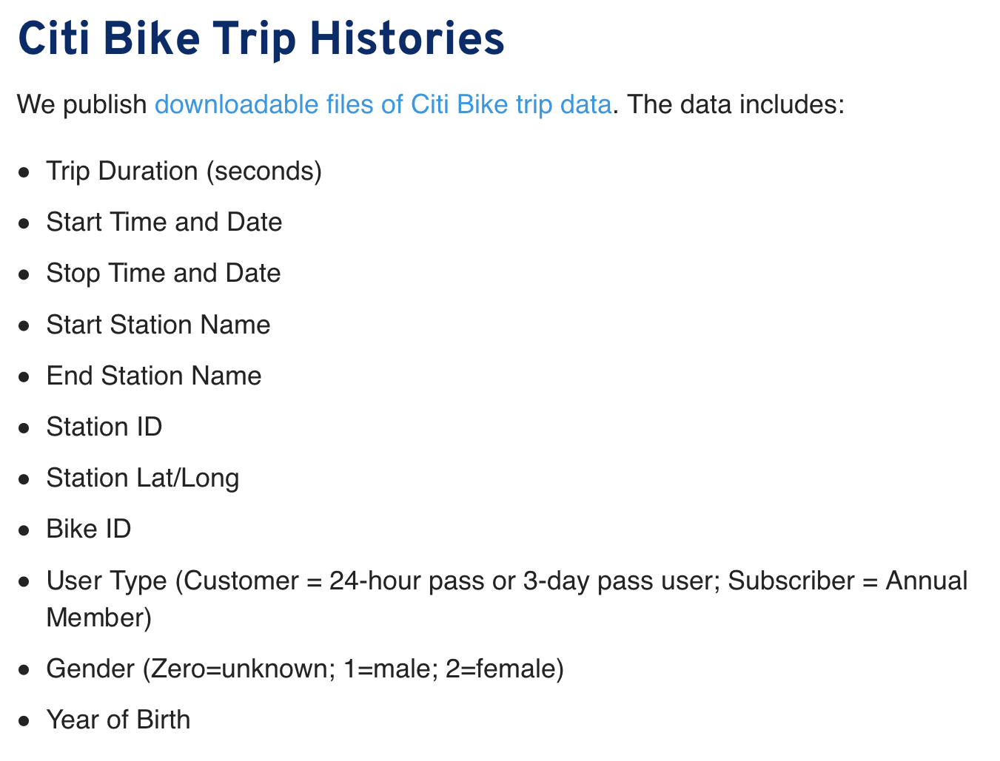 Citi Bike Trip Histories
We publish downloadable files of Citi Bike trip data. The data includes:
• Trip Duration (seconds)
• Start Time and Date
• Stop Time and Date
• Start Station Name
• End Station Name
• Station ID
• Station Lat/Long
• Bike ID
• User Type (Customer = 24-hour pass or 3-day pass user; Subscriber = Annual
Member)
• Gender (Zero=unknown; 1=male; 2=female)
• Year of Birth